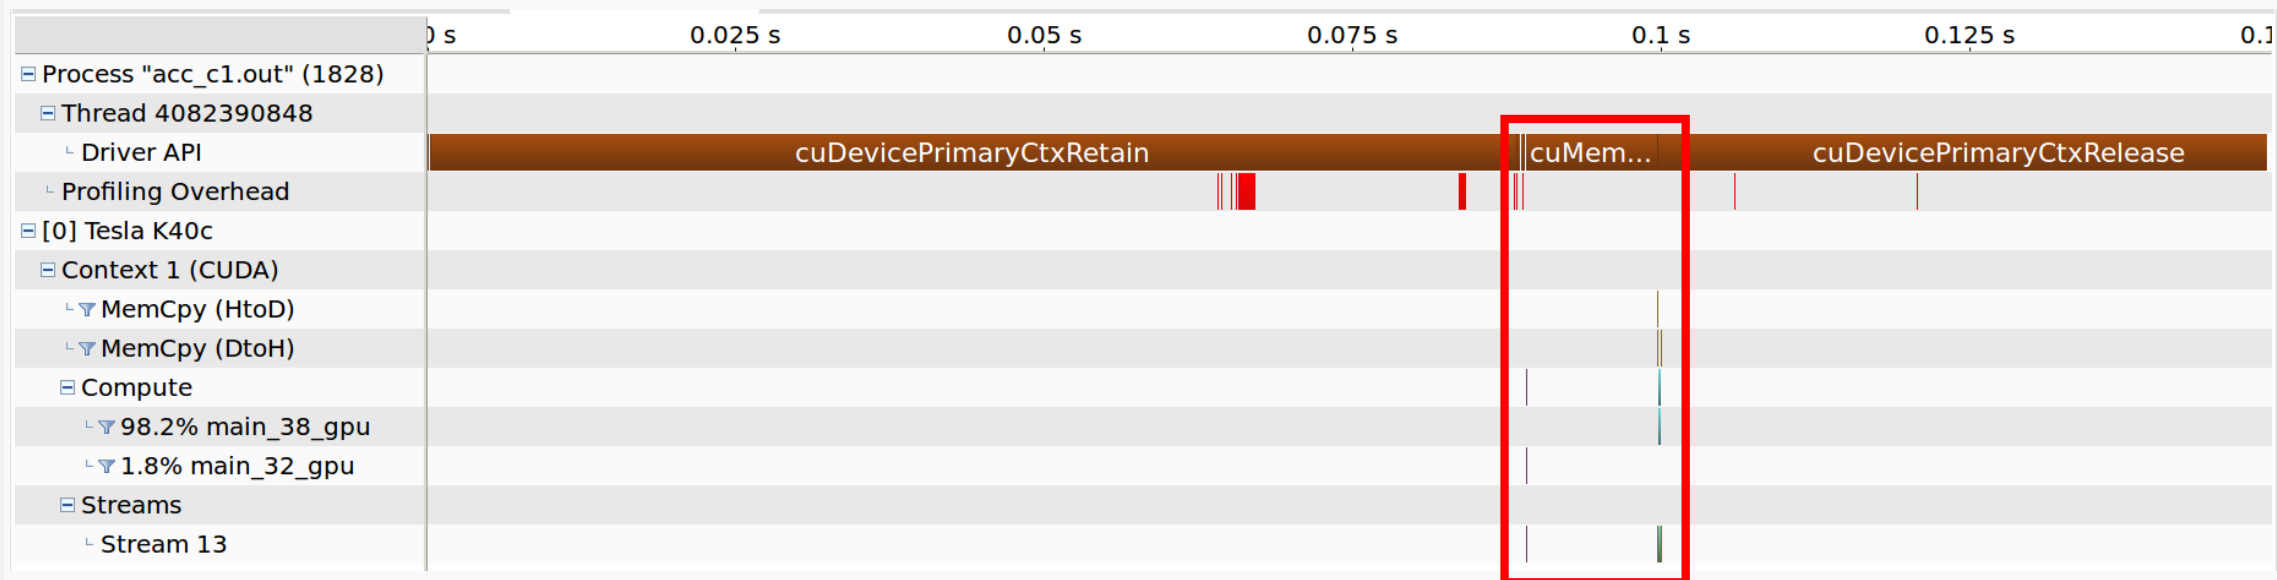 0 s 0.025 s 0.05 s 0.075 s 0.1 s 0.125 s 0.1
Process "acc_c1.out" (1828)
Thread 4082390848
Driver API cuDevicePrimaryCtxRetain cuMem... cuDevicePrimaryCtxRelease
Profiling Overhead
[0] Tesla K40c
Context 1 (CUDA)
MemCpy (HtoD)
MemCpy (DtoH)
Compute
98.2% main_38_gpu
1.8% main_32_gpu
Streams
Stream 13